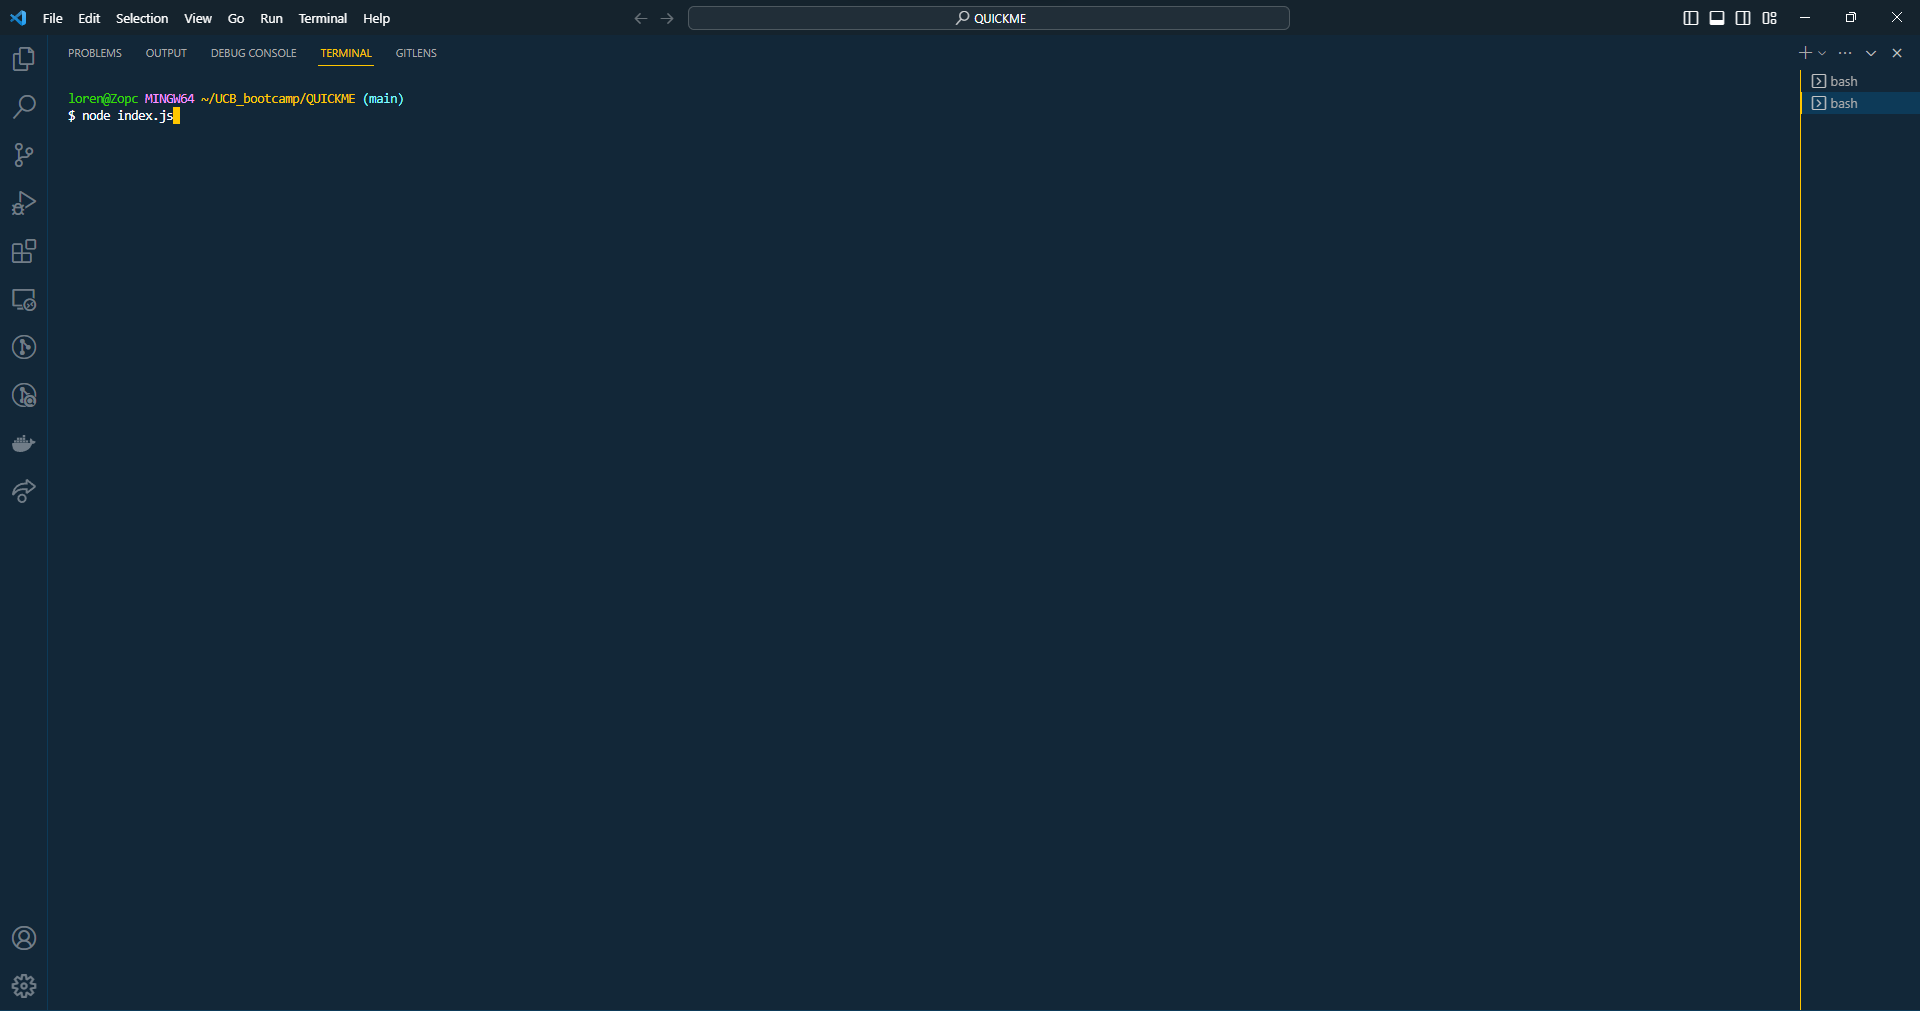 File Edit Selection View Go Run Terminal Help
QUICKME
PROBLEMS OUTPUT DEBUG CONSOLE TERMINAL GITLENS
loren@Zopc MINGW64 ~/UCB_bootcamp/QUICKME (main)
$ node index.js
bash
bash